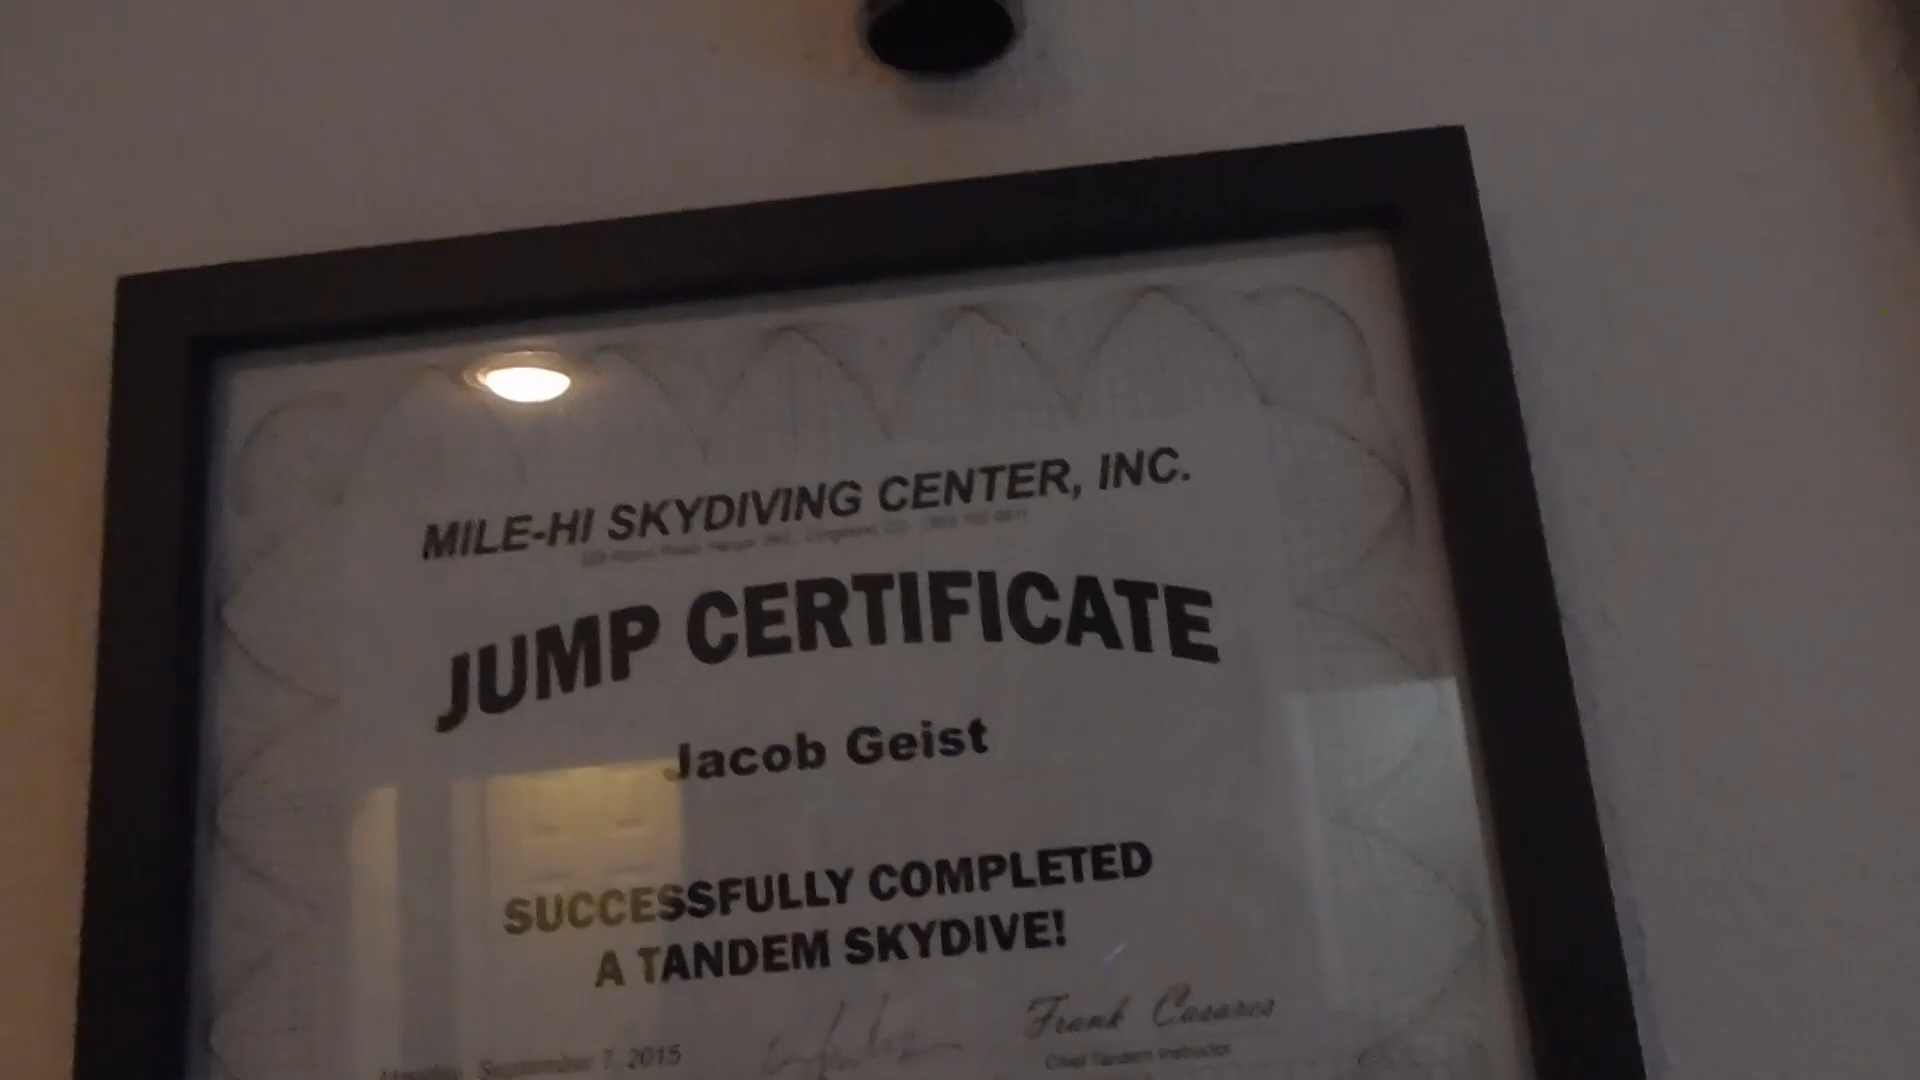 MILE-HI SKYDIVING CENTER, INC.
JUMP CERTIFICATE
Jacob Geist
SUCCESSFULLY COMPLETED
A TANDEM SKYDIVE!
Frank Casares
Monday, September 7, 2015
Chief Tandem Instructor